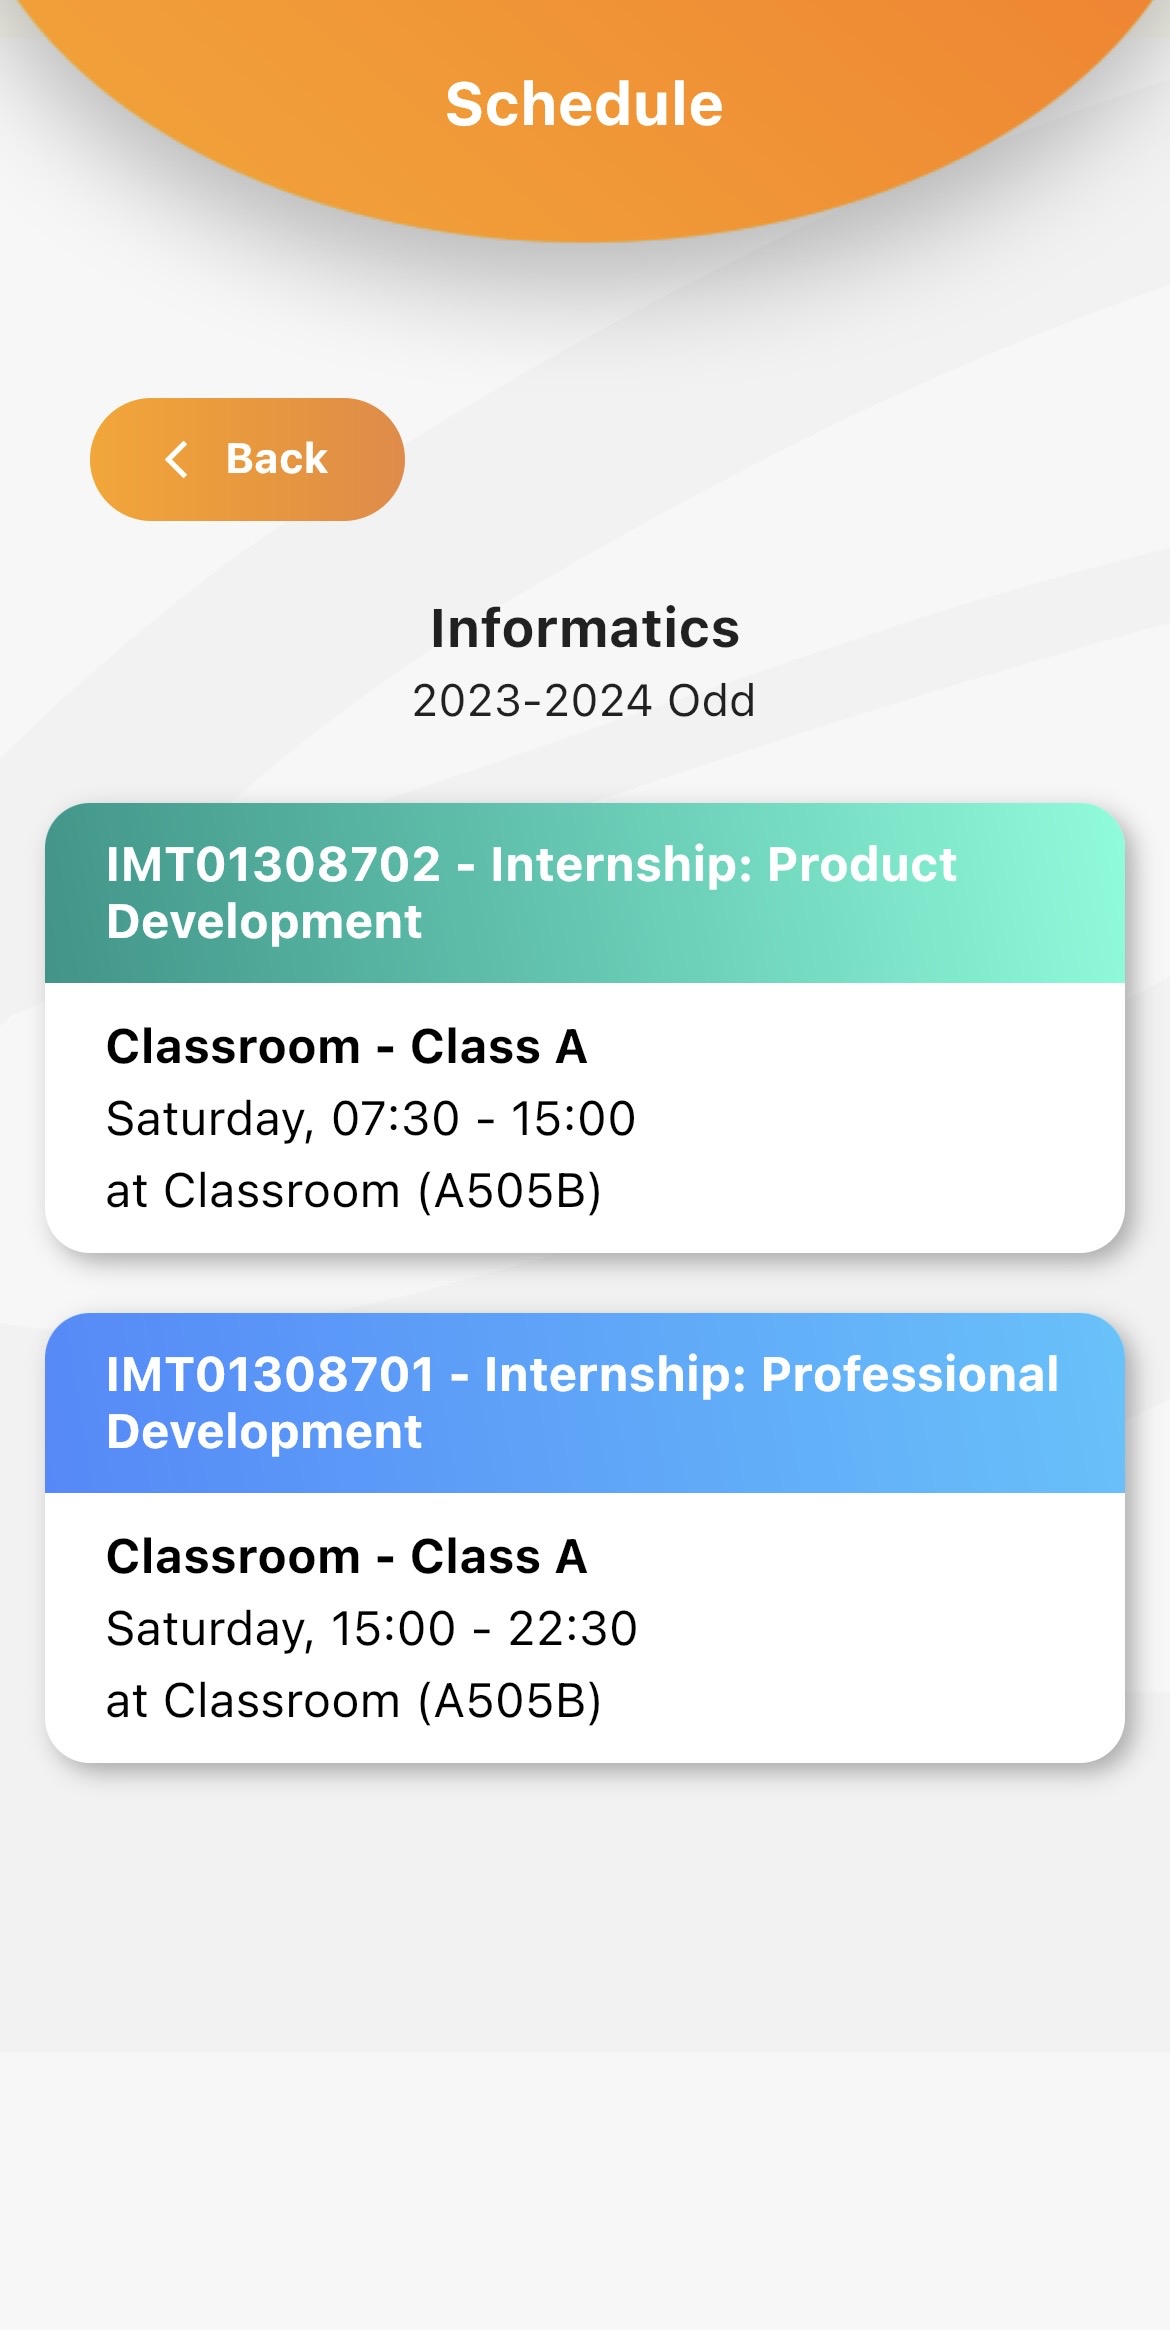 Schedule
Back
Informatics
2023-2024 Odd
IMT01308702 - Internship: Product
Development
Classroom - Class A
Saturday, 07:30 - 15:00
at Classroom (A505B)
IMT01308701 - Internship: Professional
Development
Classroom - Class A
Saturday, 15:00 - 22:30
at Classroom (A505B)